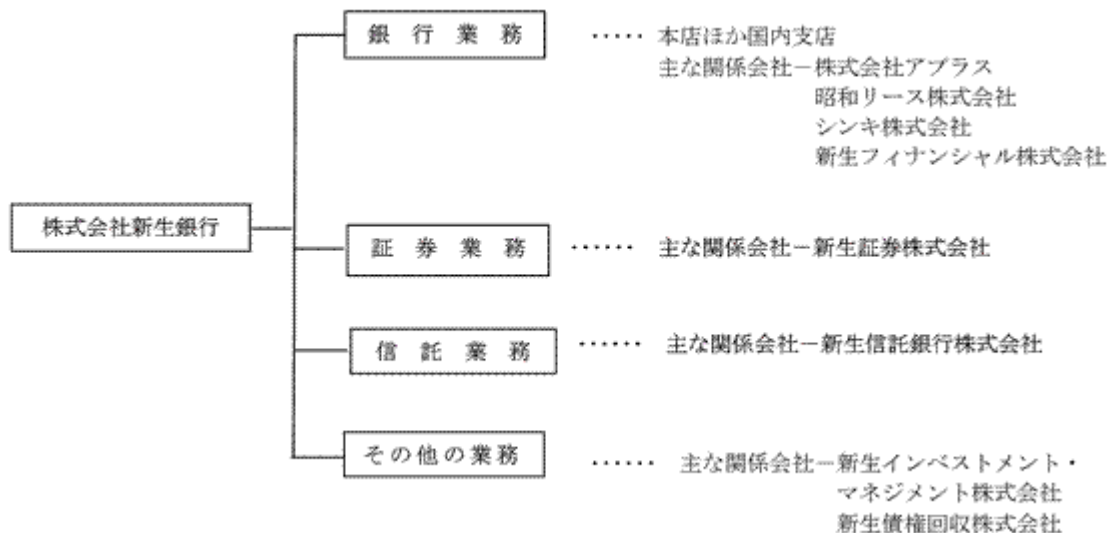 銀行業務 ‥‥‥ 本店ほか国内支店
主な関係会社－株式会社アプラス
昭和リース株式会社
シンキ株式会社
新生フィナンシャル株式会社
株式会社新生銀行
証券業務 ‥‥‥ 主な関係会社－新生証券株式会社
信託業務 ‥‥‥ 主な関係会社－新生信託銀行株式会社
その他の業務 ‥‥‥ 主な関係会社－新生インベストメント・
マネジメント株式会社
新生債権回収株式会社